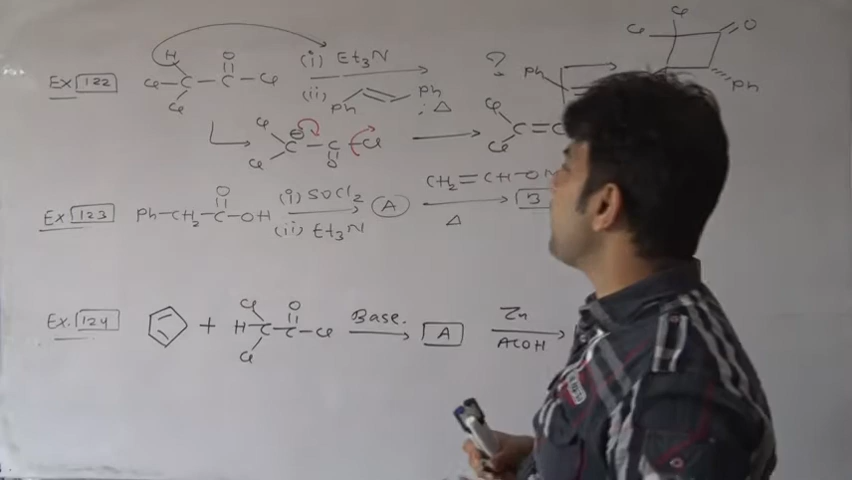 Ex 122 H Cl - C - C - Cl O Cl (i) Et3N (ii) Ph Ph ; Δ ? Ph Cl Cl O Ph
Cl Cl C ⊖ - C - Cl O Cl Cl C = C
Ex 123 Ph-CH2-C-OH O (i) SOCl2 (ii) Et3N A CH2=CH-O Δ B
Ex. 124 + H-C-C-Cl Cl Cl O Base. A Zn AcOH